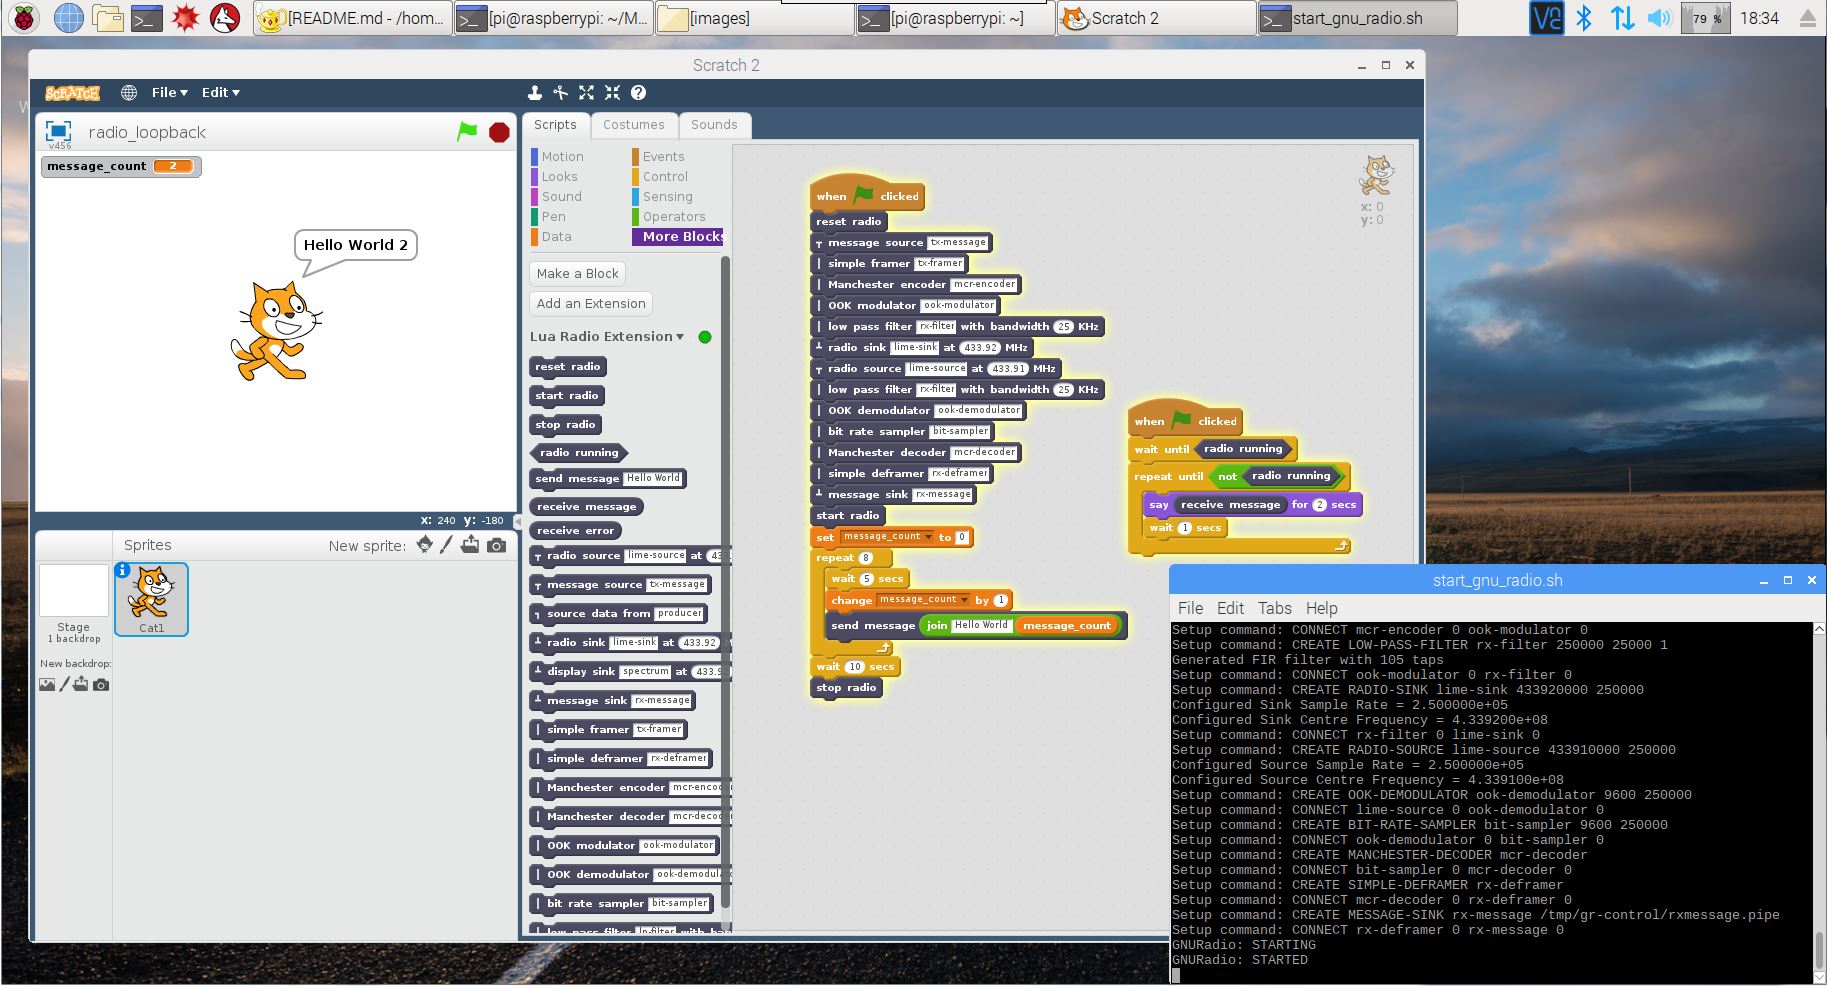 [README.md - /hom...
[pi@raspberrypi: ~/M...
[images]
[pi@raspberrypi: ~]
Scratch 2
start_gnu_radio.sh
79 %
18:34
Scratch 2
SCRATCH
File
Edit
v456
radio_loopback
message_count 2
Hello World 2
x: 240 y: -180
Sprites
New sprite:
Stage
1 backdrop
New backdrop:
Cat1
Scripts
Costumes
Sounds
Motion
Looks
Sound
Pen
Data
Events
Control
Sensing
Operators
More Blocks
Make a Block
Add an Extension
Lua Radio Extension
reset radio
start radio
stop radio
radio running
send message Hello World
receive message
receive error
radio source lime-source at 43
message source tx-message
source data from producer
radio sink lime-sink at 433.92
display sink spectrum at 433.9
message sink rx-message
simple framer tx-framer
simple deframer rx-deframer
Manchester encoder mcr-enco
Manchester decoder mcr-deco
OOK modulator ook-modulator
OOK demodulator ook-demodula
bit rate sampler bit-sampler
low pass filter lp-filter with ban
when clicked
reset radio
message source tx-message
simple framer tx-framer
Manchester encoder mcr-encoder
OOK modulator ook-modulator
low pass filter rx-filter with bandwidth 25 KHz
radio sink lime-sink at 433.92 MHz
radio source lime-source at 433.91 MHz
low pass filter rx-filter with bandwidth 25 KHz
OOK demodulator ook-demodulator
bit rate sampler bit-sampler
Manchester decoder mcr-decoder
simple deframer rx-deframer
message sink rx-message
start radio
set message_count to 0
repeat 8
wait 5 secs
change message_count by 1
send message join Hello World message_count
wait 10 secs
stop radio
x: 0
y: 0
when clicked
wait until radio running
repeat until not radio running
say receive message for 2 secs
wait 1 secs
start_gnu_radio.sh
File Edit Tabs Help
Setup command: CONNECT mcr-encoder 0 ook-modulator 0
Setup command: CREATE LOW-PASS-FILTER rx-filter 250000 25000 1
Generated FIR filter with 105 taps
Setup command: CONNECT ook-modulator 0 rx-filter 0
Setup command: CREATE RADIO-SINK lime-sink 433920000 250000
Configured Sink Sample Rate = 2.500000e+05
Configured Sink Centre Frequency = 4.339200e+08
Setup command: CONNECT rx-filter 0 lime-sink 0
Setup command: CREATE RADIO-SOURCE lime-source 433910000 250000
Configured Source Sample Rate = 2.500000e+05
Configured Source Centre Frequency = 4.339100e+08
Setup command: CREATE OOK-DEMODULATOR ook-demodulator 9600 250000
Setup command: CONNECT lime-source 0 ook-demodulator 0
Setup command: CREATE BIT-RATE-SAMPLER bit-sampler 9600 250000
Setup command: CONNECT ook-demodulator 0 bit-sampler 0
Setup command: CREATE MANCHESTER-DECODER mcr-decoder
Setup command: CONNECT bit-sampler 0 mcr-decoder 0
Setup command: CREATE SIMPLE-DEFRAMER rx-deframer
Setup command: CONNECT mcr-decoder 0 rx-deframer 0
Setup command: CREATE MESSAGE-SINK rx-message /tmp/gr-control/rxmessage.pipe
Setup command: CONNECT rx-deframer 0 rx-message 0
GNURadio: STARTING
GNURadio: STARTED